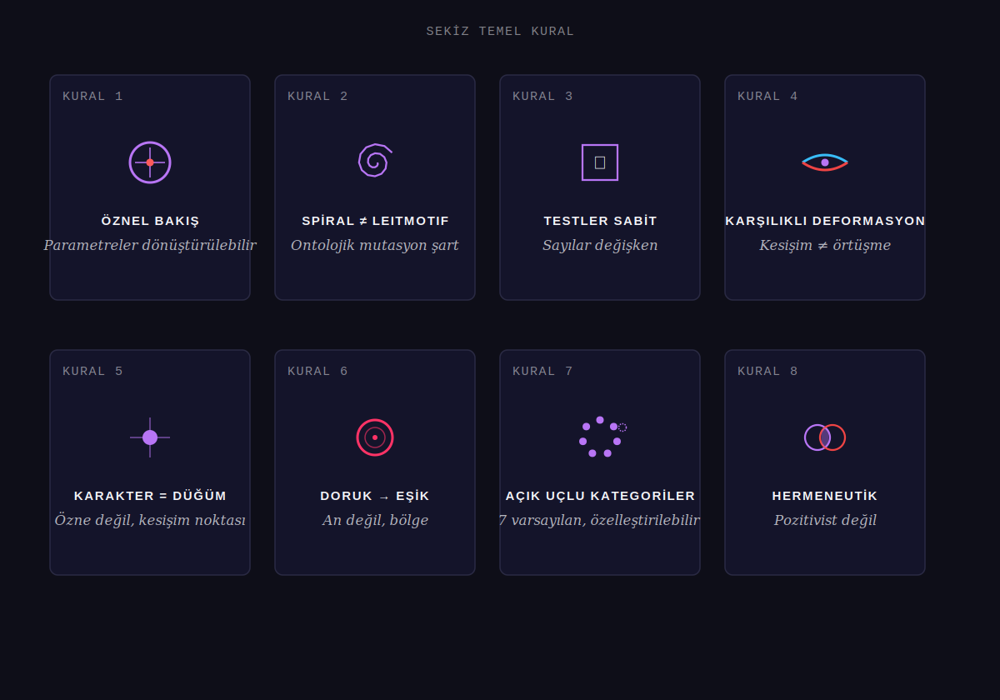 SEKİZ TEMEL KURAL
KURAL 1
ÖZNEL BAKIŞ
Parametreler dönüştürülebilir
KURAL 2
SPİRAL ≠ LEITMOTIF
Ontolojik mutasyon şart
KURAL 3
TESTLER SABİT
Sayılar değişken
KURAL 4
KARŞILIKLI DEFORMASYON
Kesişim ≠ örtüşme
KURAL 5
KARAKTER = DÜĞÜM
Özne değil, kesişim noktası
KURAL 6
DORUK → EŞİK
An değil, bölge
KURAL 7
AÇIK UÇLU KATEGORİLER
7 varsayılan, özelleştirilebilir
KURAL 8
HERMENEUTİK
Pozitivist değil